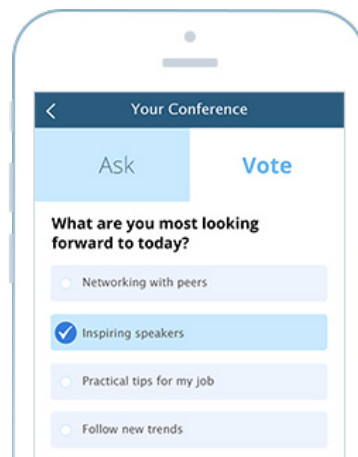 Your Conference
Ask
Vote
What are you most looking
forward to today?
Networking with peers
Inspiring speakers
Practical tips for my job
Follow new trends